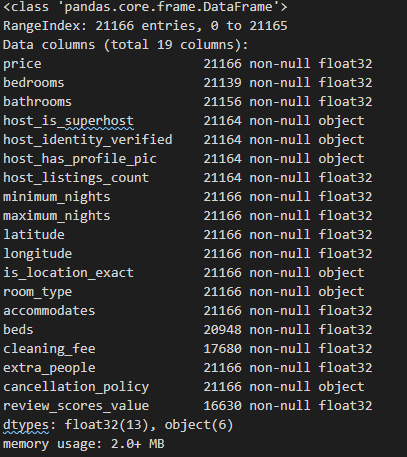 <class 'pandas.core.frame.DataFrame'>
RangeIndex: 21166 entries, 0 to 21165
Data columns (total 19 columns):
price                     21166 non-null float32
bedrooms                  21139 non-null float32
bathrooms                 21156 non-null float32
host_is_superhost         21164 non-null object
host_identity_verified    21164 non-null object
host_has_profile_pic      21164 non-null object
host_listings_count       21164 non-null float32
minimum_nights            21166 non-null float32
maximum_nights            21166 non-null float32
latitude                  21166 non-null float32
longitude                 21166 non-null float32
is_location_exact         21166 non-null object
room_type                 21166 non-null object
accommodates              21166 non-null float32
beds                      20948 non-null float32
cleaning_fee              17680 non-null float32
extra_people              21166 non-null float32
cancellation_policy       21166 non-null object
review_scores_value       16630 non-null float32
dtypes: float32(13), object(6)
memory usage: 2.0+ MB